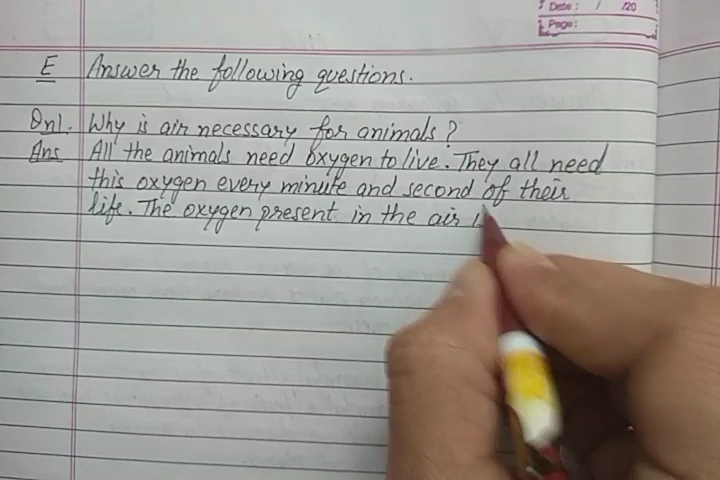 Date: / /20
Page:
E Answer the following questions.
Qn1. Why is air necessary for animals?
Ans All the animals need oxygen to live. They all need
this oxygen every minute and second of their
life. The oxygen present in the air